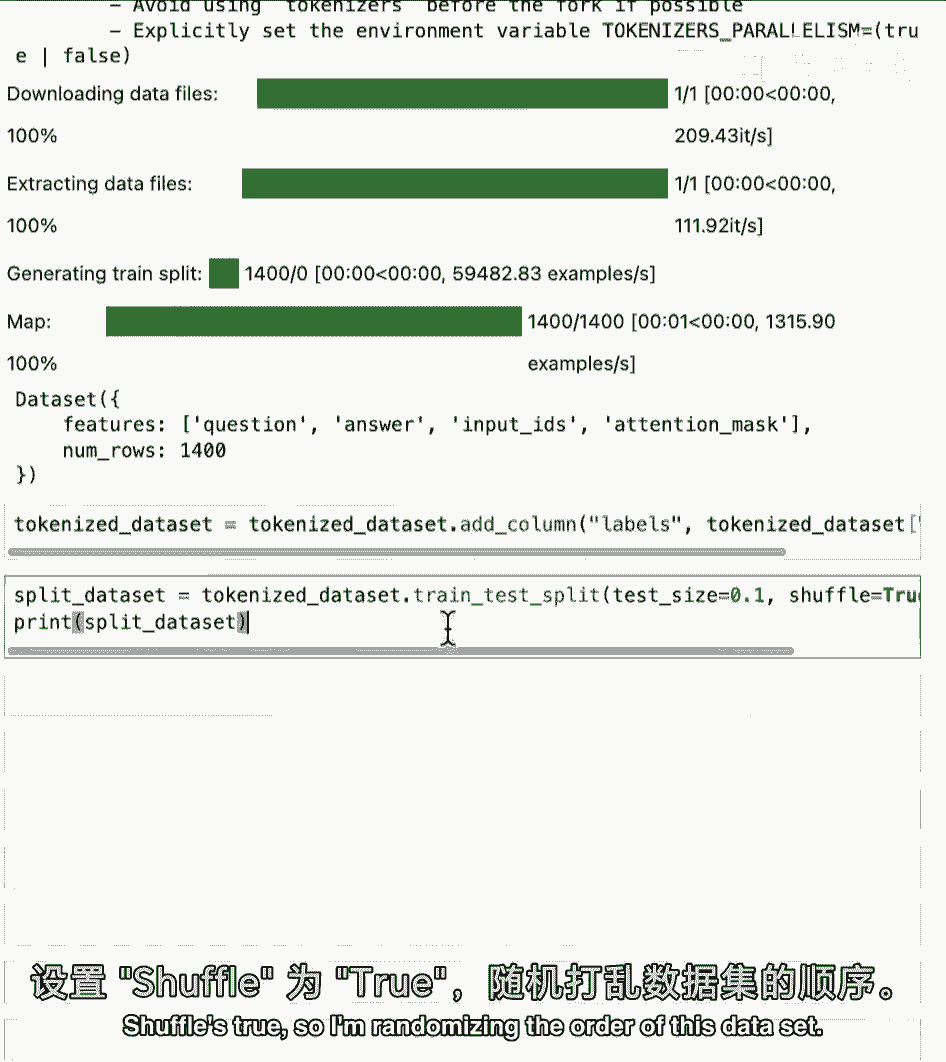 – Avoid using `tokenizers` before the fork if possible
– Explicitly set the environment variable TOKENIZERS_PARALLELISM=(tru
e | false)
Downloading data files:
100%
1/1 [00:00<00:00,
209.43it/s]
Extracting data files:
100%
1/1 [00:00<00:00,
111.92it/s]
Generating train split:
1400/0 [00:00<00:00, 59482.83 examples/s]
Map:
100%
1400/1400 [00:01<00:00, 1315.90
examples/s]
Dataset({
features: ['question', 'answer', 'input_ids', 'attention_mask'],
num_rows: 1400
})
tokenized_dataset = tokenized_dataset.add_column("labels", tokenized_dataset["
split_dataset = tokenized_dataset.train_test_split(test_size=0.1, shuffle=True
print(split_dataset)
设置 "Shuffle" 为 "True"，随机打乱数据集的顺序。
Shuffle's true, so I'm randomizing the order of this data set.